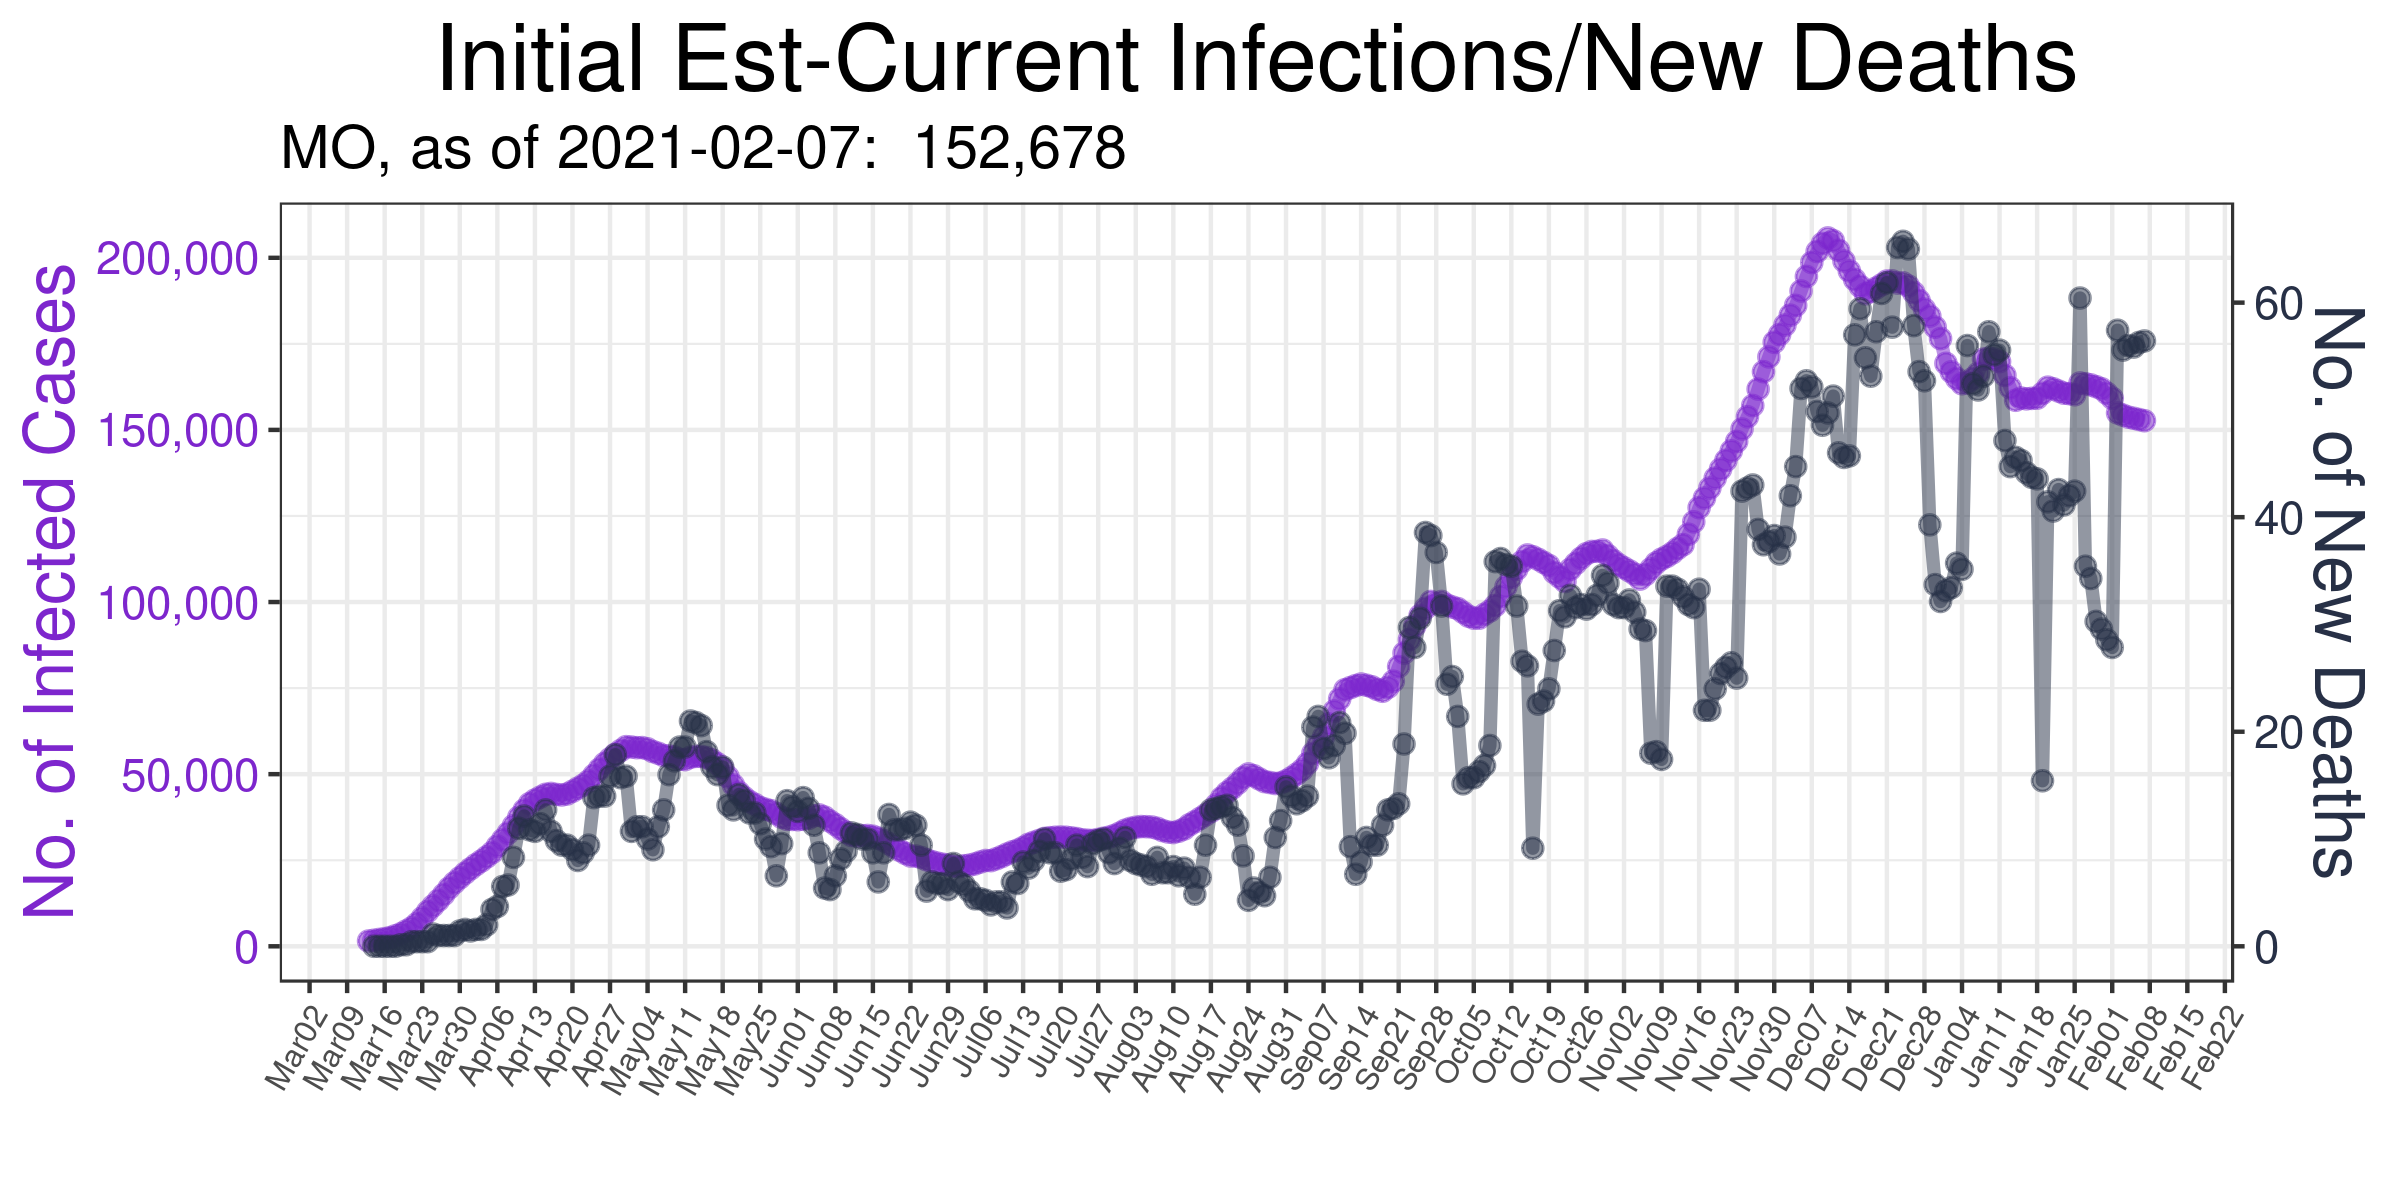 Initial Est-Current Infections/New Deaths
MO, as of 2021-02-07:  152,678
No. of Infected Cases
200,000
150,000
100,000
50,000
0
60
40
20
0
No. of New Deaths
Mar02
Mar09
Mar16
Mar23
Mar30
Apr06
Apr13
Apr20
Apr27
May04
May11
May18
May25
Jun01
Jun08
Jun15
Jun22
Jun29
Jul06
Jul13
Jul20
Jul27
Aug03
Aug10
Aug17
Aug24
Aug31
Sep07
Sep14
Sep21
Sep28
Oct05
Oct12
Oct19
Oct26
Nov02
Nov09
Nov16
Nov23
Nov30
Dec07
Dec14
Dec21
Dec28
Jan04
Jan11
Jan18
Jan25
Feb01
Feb08
Feb15
Feb22